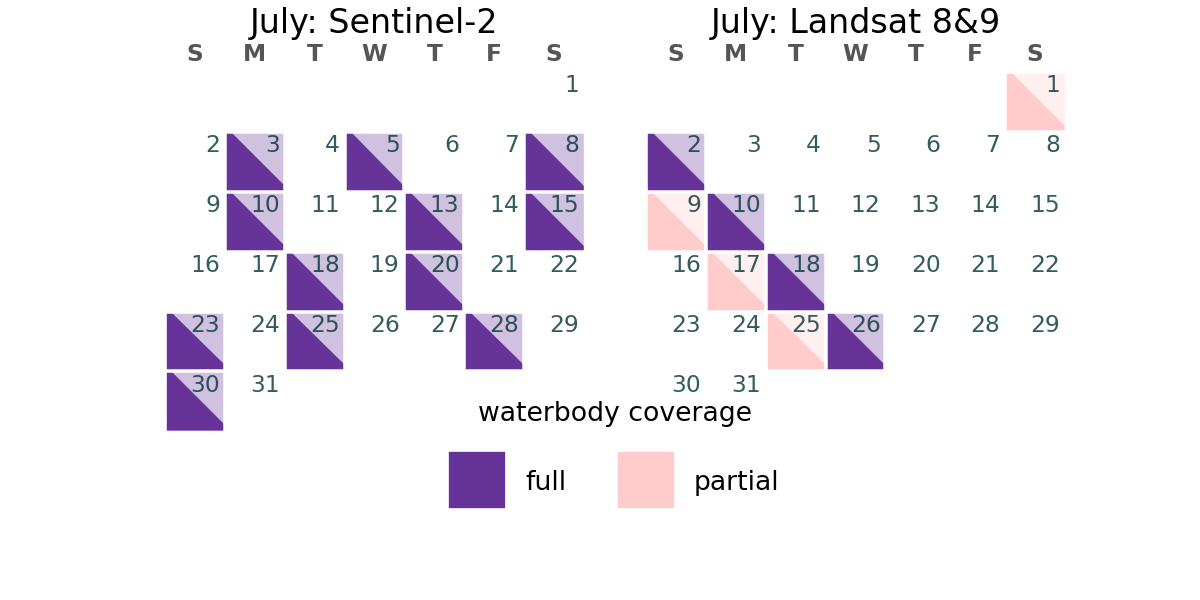 July: Sentinel-2
S M T W T F S
1
2 3 4 5 6 7 8
9 10 11 12 13 14 15
16 17 18 19 20 21 22
23 24 25 26 27 28 29
30 31
July: Landsat 8&9
S M T W T F S
1
2 3 4 5 6 7 8
9 10 11 12 13 14 15
16 17 18 19 20 21 22
23 24 25 26 27 28 29
30 31
waterbody coverage
full partial